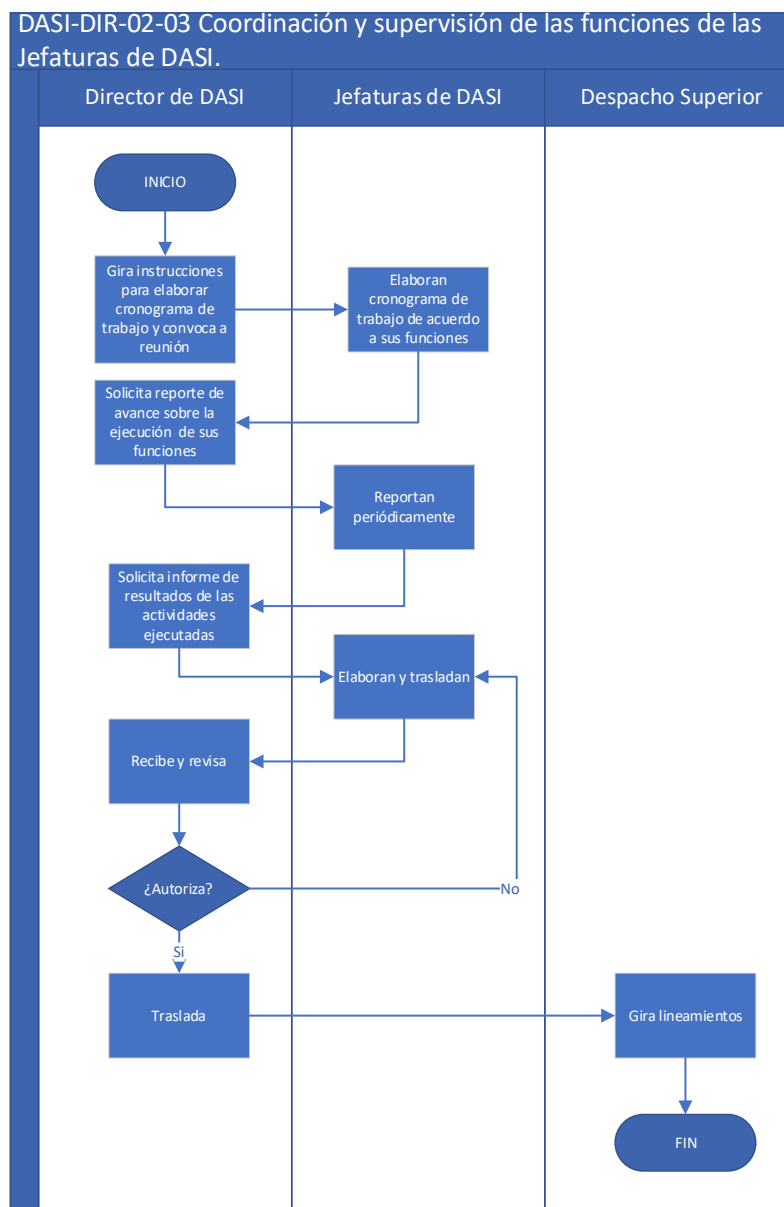 DASI-DIR-02-03 Coordinación y supervisión de las funciones de las
Jefaturas de DASI.
Director de DASI
Jefaturas de DASI
Despacho Superior
INICIO
Gira instrucciones
para elaborar
cronograma de
trabajo y convoca a
reunión
Elaboran
cronograma de
trabajo de acuerdo
a sus funciones
Solicita reporte de
avance sobre la
ejecución de sus
funciones
Reportan
periódicamente
Solicita informe de
resultados de las
actividades
ejecutadas
Elaboran y trasladan
Recibe y revisa
¿Autoriza?
No
Si
Traslada
Gira lineamientos
FIN